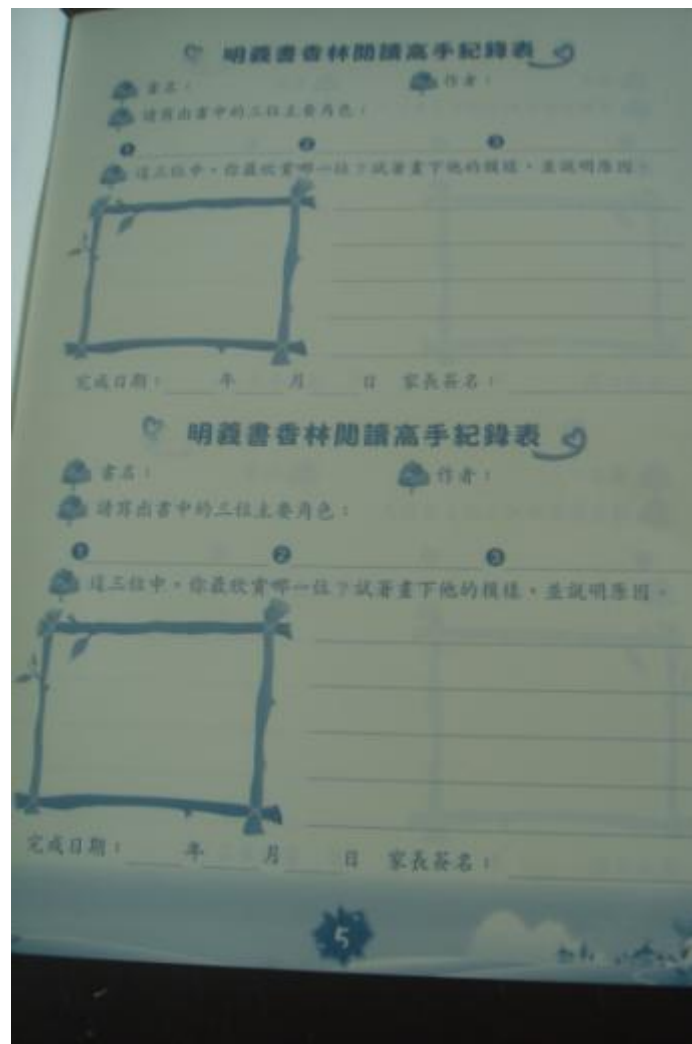 明義書香林閱讀高手紀錄表
書名： 作者：
請寫出書中的三位主要角色：
1 2 3
這三位中，你最欣賞哪一位？試著畫下他的模樣，並說明原因。
完成日期： 年 月 日 家長簽名：
明義書香林閱讀高手紀錄表
書名： 作者：
請寫出書中的三位主要角色：
1 2 3
這三位中，你最欣賞哪一位？試著畫下他的模樣，並說明原因。
完成日期： 年 月 日 家長簽名：
5